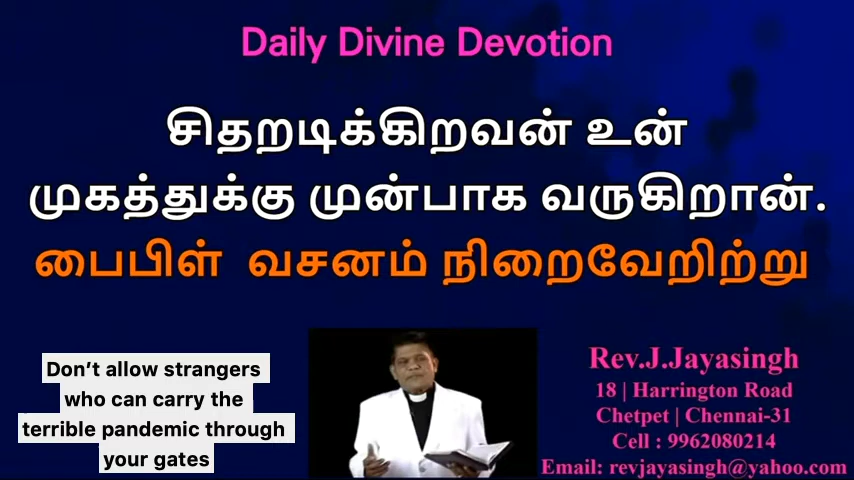 Daily Divine Devotion
சிதறடிக்கிறவன் உன்
முகத்துக்கு முன்பாக வருகிறான்.
பைபிள் வசனம் நிறைவேறிற்று
Don't allow strangers
who can carry the
terrible pandemic through
your gates
Rev.J.Jayasingh
18 | Harrington Road
Chetpet | Chennai-31
Cell : 9962080214
Email: revjayasingh@yahoo.com